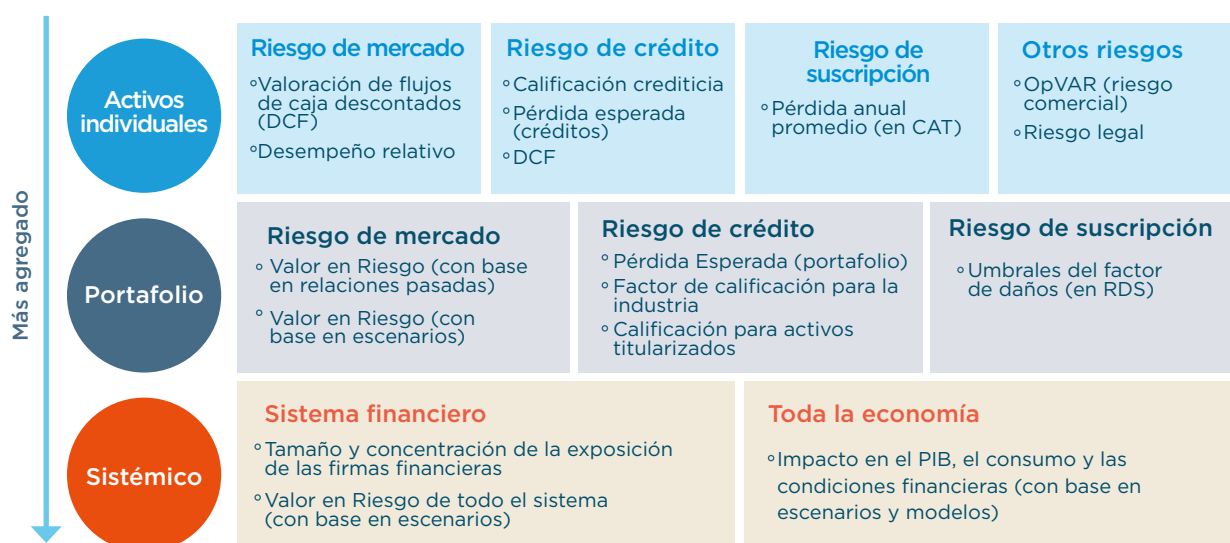 Más agregado
Activos
individuales
Riesgo de mercado
°Valoración de flujos
de caja descontados
(DCF)
°Desempeño relativo
Riesgo de crédito
°Calificación crediticia
°Pérdida esperada
(créditos)
°DCF
Riesgo de
suscripción
°Pérdida anual
promedio (en CAT)
Otros riesgos
°OpVAR (riesgo
comercial)
°Riesgo legal
Portafolio
Riesgo de mercado
° Valor en Riesgo (con base
en relaciones pasadas)
° Valor en Riesgo (con
base en escenarios)
Riesgo de crédito
°Pérdida Esperada (portafolio)
°Factor de calificación para la
industria
°Calificación para activos
titularizados
Riesgo de suscripción
°Umbrales del factor
de daños (en RDS)
Sistémico
Sistema financiero
°Tamaño y concentración de la exposición
de las firmas financieras
°Valor en Riesgo de todo el sistema
(con base en escenarios)
Toda la economía
°Impacto en el PIB, el consumo y las
condiciones financieras (con base en
escenarios y modelos)